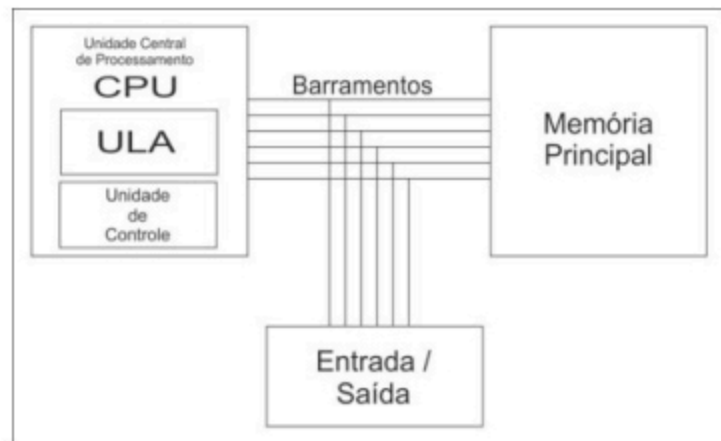 Unidade Central
de Processamento
CPU
ULA
Unidade
de
Controle
Barramentos
Memória
Principal
Entrada /
Saída